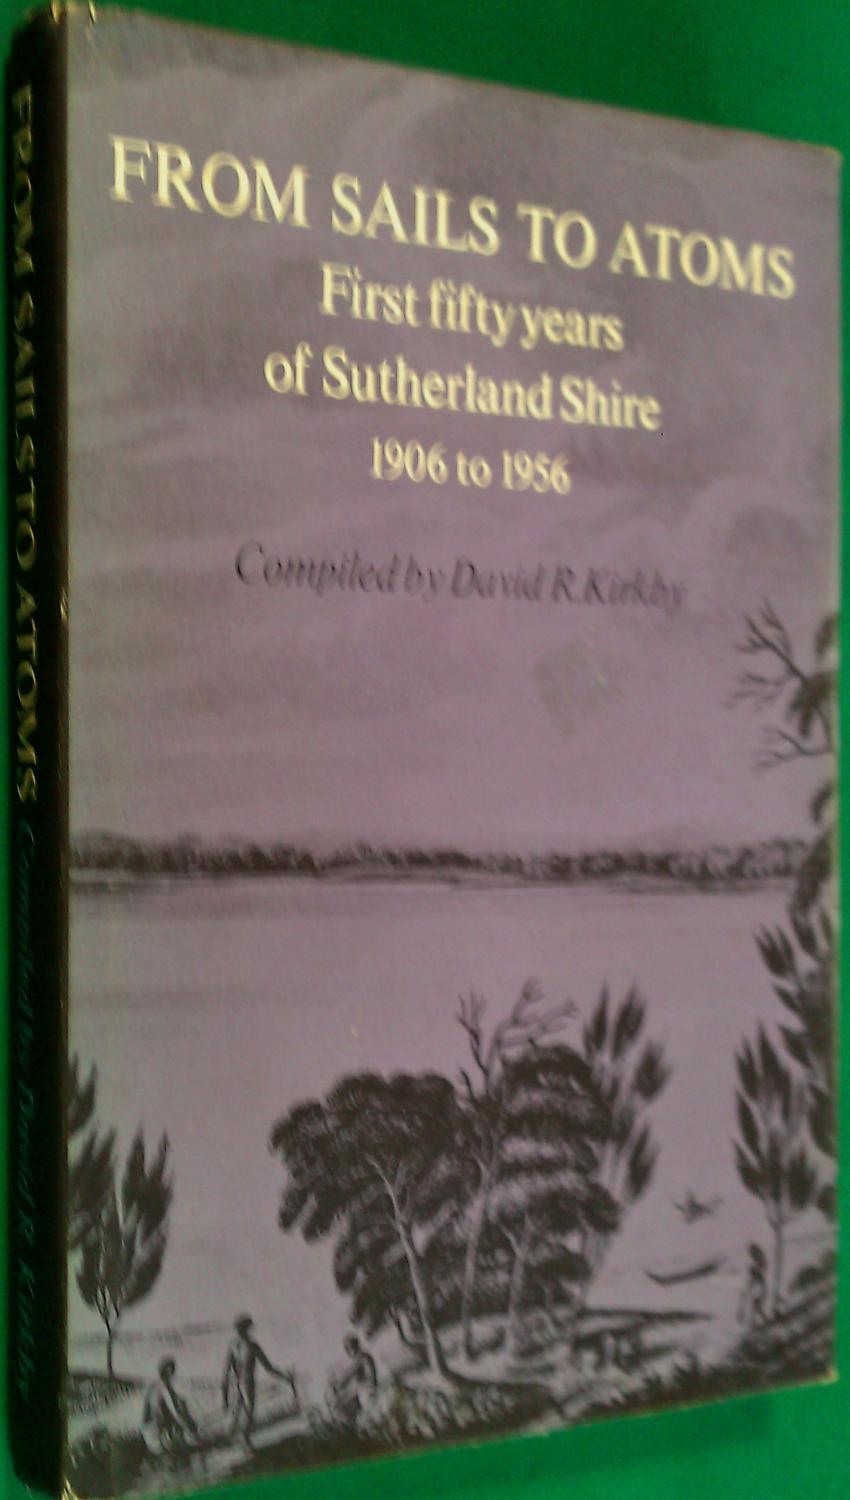 FROM SAILS TO ATOMS
First fifty years
of Sutherland Shire
1906 to 1956
Compiled by David R. Kirkby
FROM SAILS TO ATOMS Compiled by David R. Kirkby